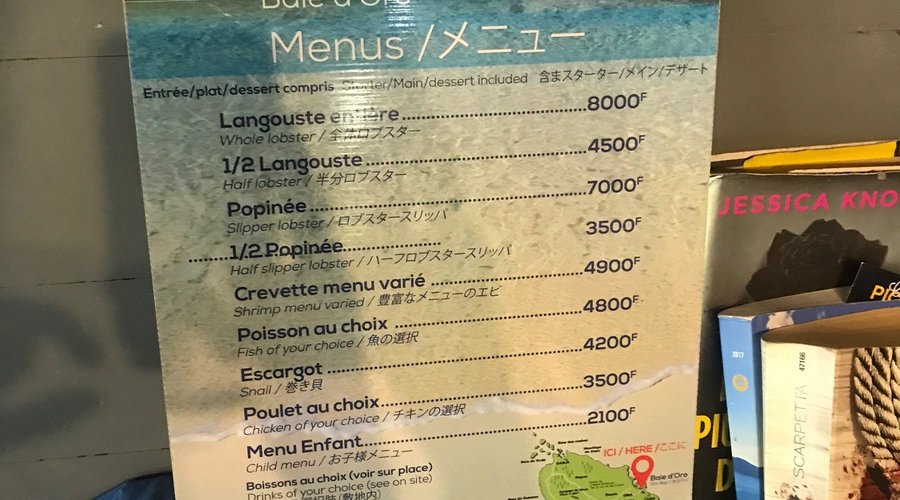 Baie d'Oro
Menus /メニュー
Entrée/plat/dessert compris Starter/Main/dessert included 含まスターター/メイン/デザート
Langouste entière 8000F
Whole lobster / 全体ロブスター
1/2 Langouste 4500F
Half lobster / 半分ロブスター
Popinée 7000F
Slipper lobster / ロブスタースリッパ
1/2 Popinée 3500F
Half slipper lobster / ハーフロブスタースリッパ
Crevette menu varié 4900F
Shrimp menu varied / 豊富なメニューのエビ
Poisson au choix 4800F
Fish of your choice / 魚の選択
Escargot 4200F
Snail / 巻き貝
Poulet au choix 3500F
Chicken of your choice / チキンの選択
Menu Enfant 2100F
Child menu / お子様メニュー
Boissons au choix (voir sur place)
Drinks of your choice (see on site)
ICI / HERE /ここに
Baie d'Oro
JESSICA KNO
2017
SCARPETTA
47166